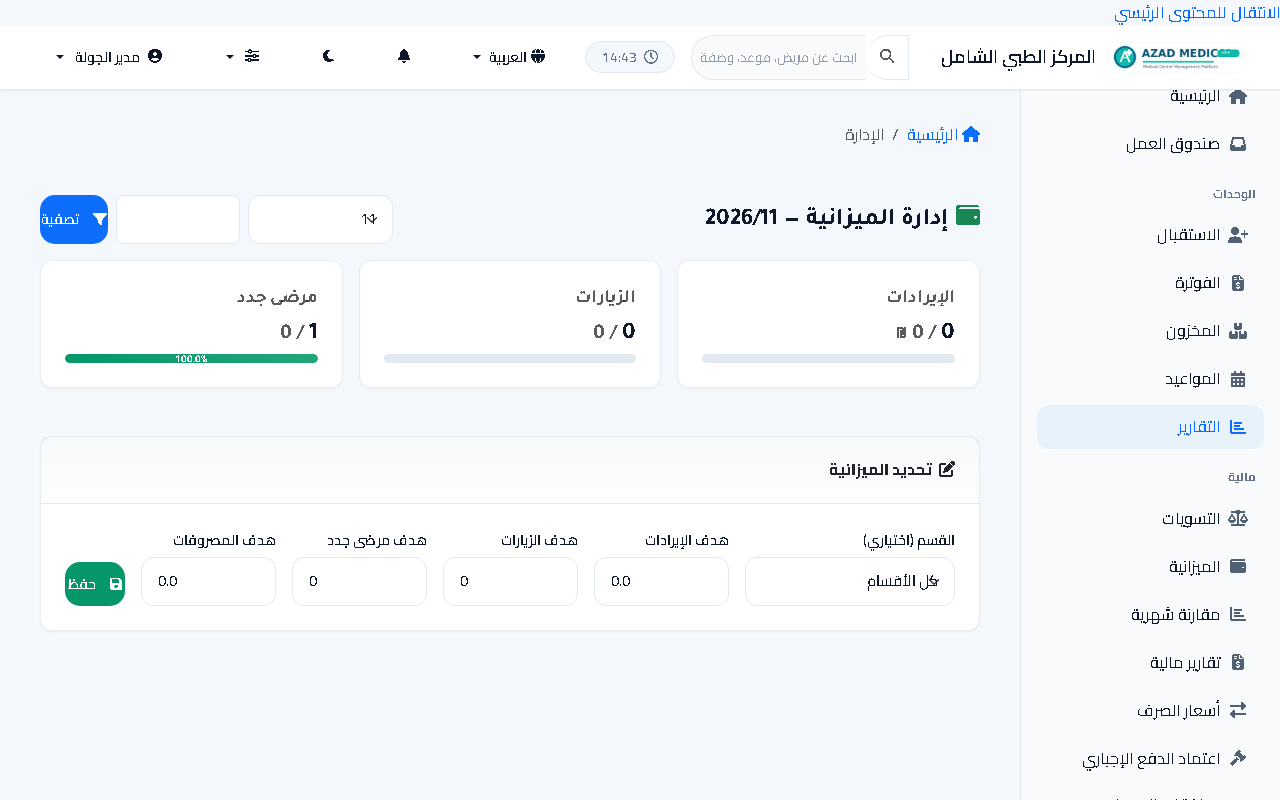 الانتقال للمحتوى الرئيسي
AZAD MEDIC
Medical Centre Management Platform
المركز الطبي الشامل
ابحث عن مريض، موعد، وصفة
14:43
العربية
مدير الجولة
الرئيسية
صندوق العمل
الوحدات
الاستقبال
الفوترة
المخزون
المواعيد
التقارير
مالية
التسويات
الميزانية
مقارنة شهرية
تقارير مالية
أسعار الصرف
اعتماد الدفع الإجباري
الرئيسية / الإدارة
إدارة الميزانية – 2026/11
11
تصفية
الإيرادات
0 / 0 ₪
الزيارات
0 / 0
مرضى جدد
1 / 0
100.0%
تحديد الميزانية
القسم (اختياري)
كل الأقسام
هدف الإيرادات
0.0
هدف الزيارات
0
هدف مرضى جدد
0
هدف المصروفات
0.0
حفظ